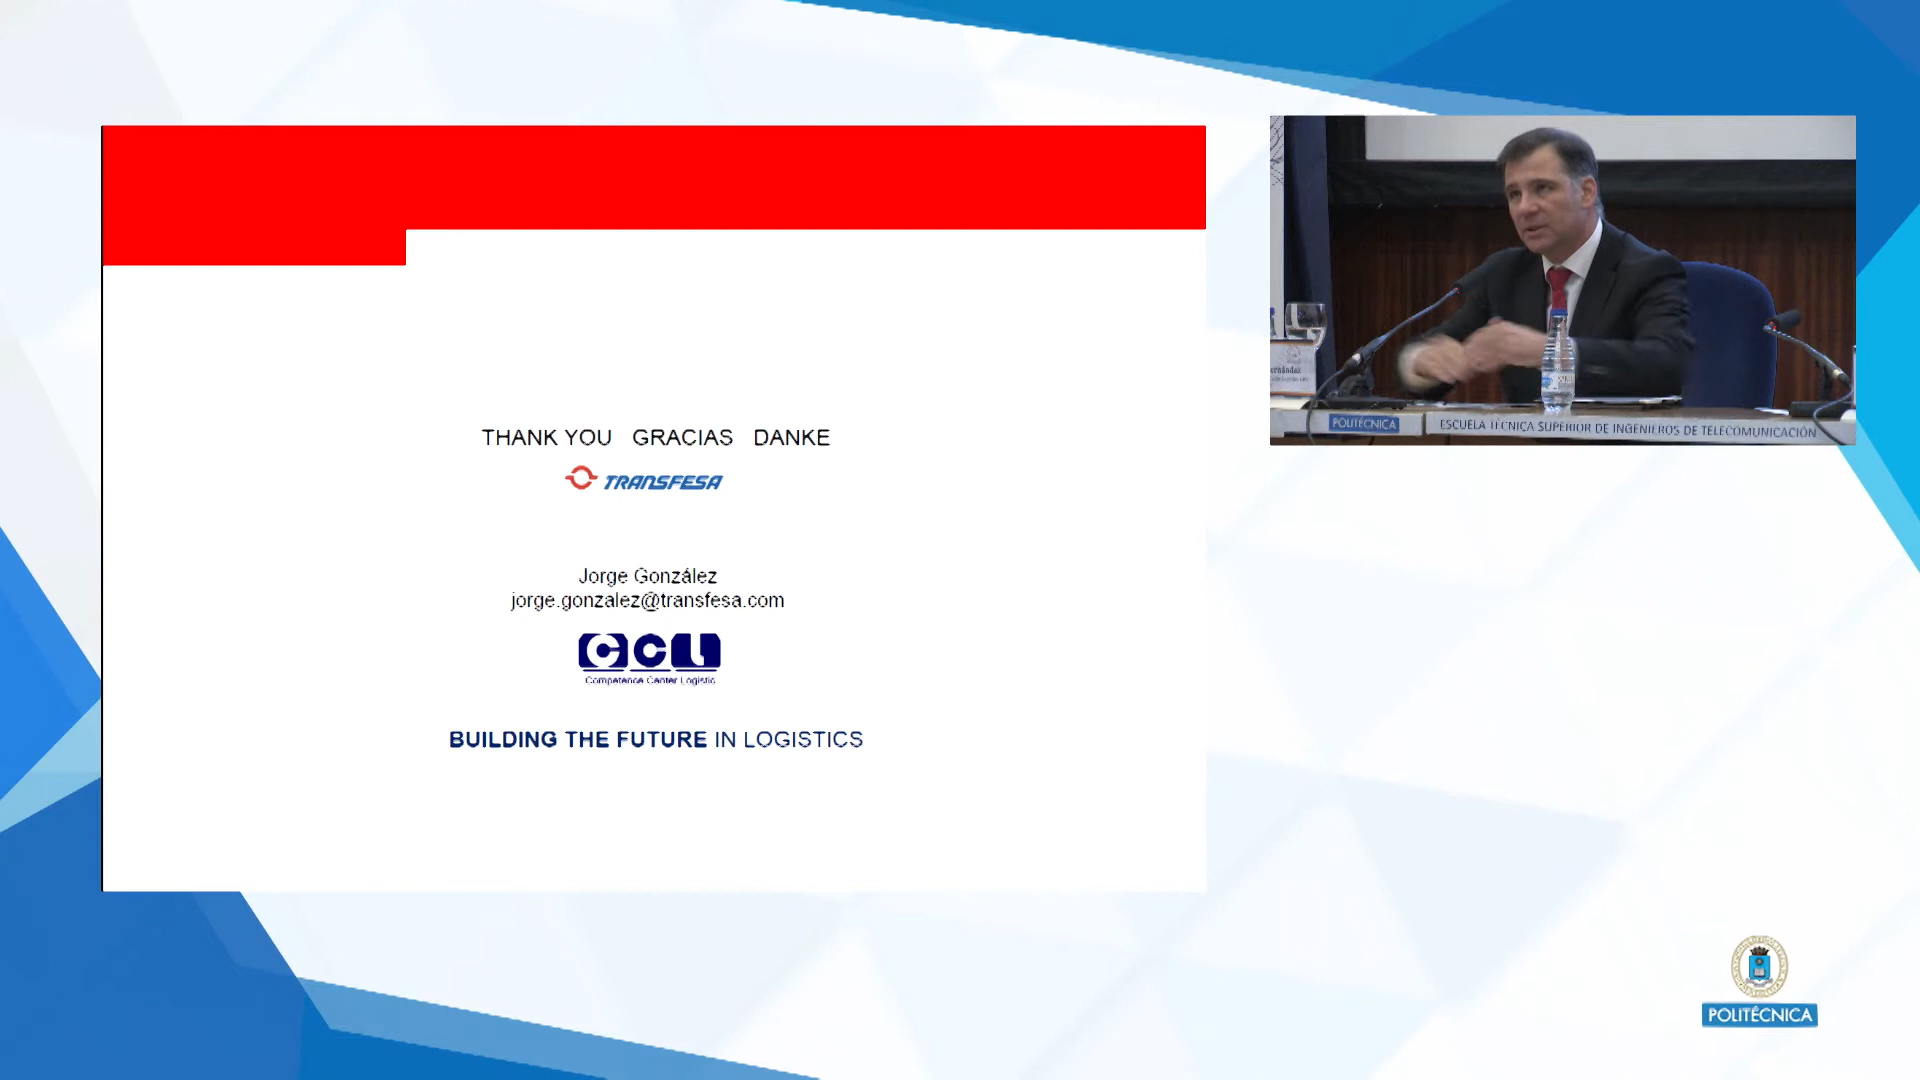 THANK YOU GRACIAS DANKE
TRANSFESA
Jorge González
jorge.gonzalez@transfesa.com
CCL
Competence Center Logistic
BUILDING THE FUTURE IN LOGISTICS
POLITÉCNICA
ESCUELA TÉCNICA SUPERIOR DE INGENIEROS DE TELECOMUNICACIÓN
POLITÉCNICA